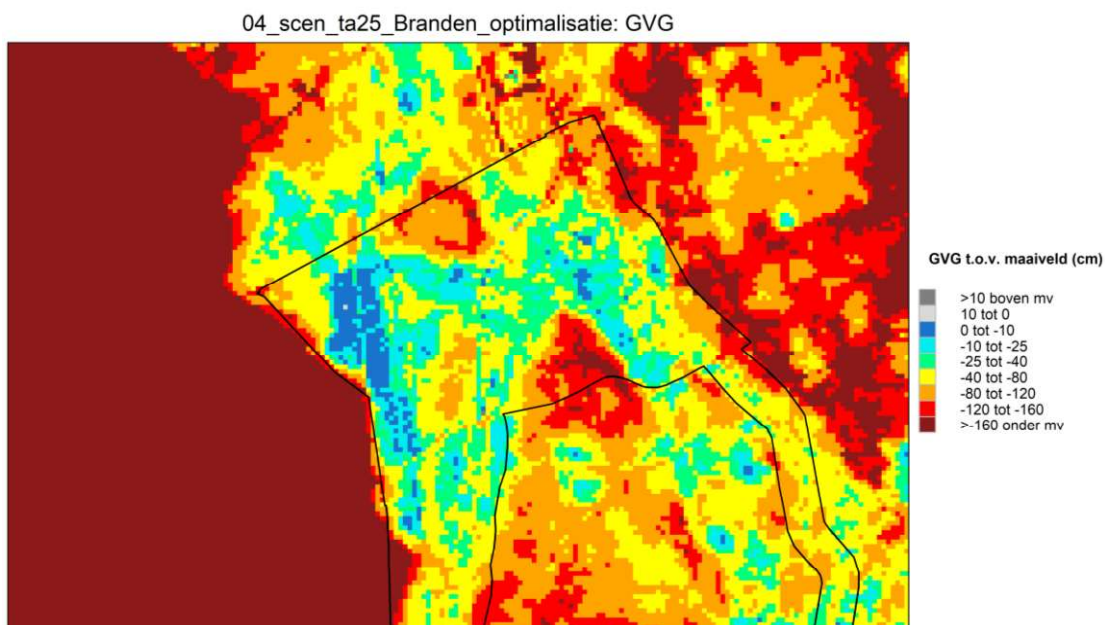 04_scen_ta25_Branden_optimalisatie: GVG
GVG t.o.v. maaiveld (cm)
>10 boven mv
10 tot 0
0 tot -10
-10 tot -25
-25 tot -40
-40 tot -80
-80 tot -120
-120 tot -160
>-160 onder mv